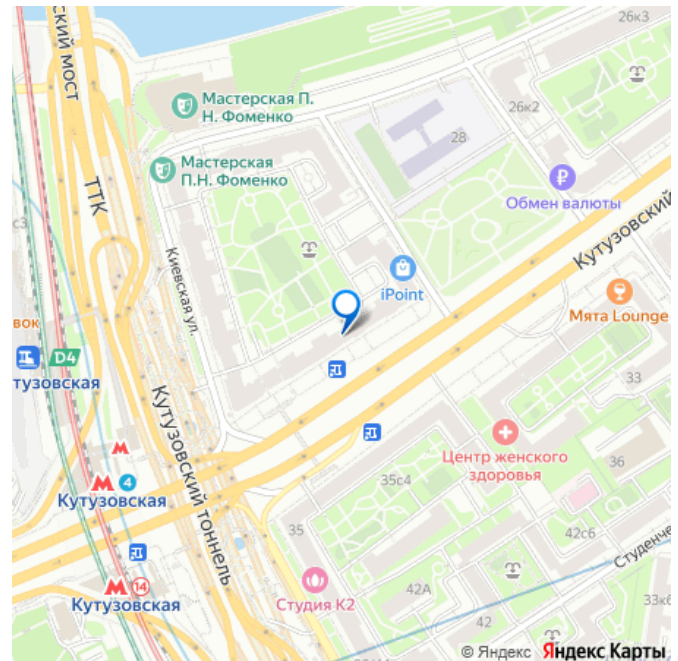 ский мост
ТТК
Мастерская П.
Н. Фоменко
Мастерская
П.Н. Фоменко
26к3
26к2
28
Обмен валюты
Кутузовский
iPoint
Мята Lounge
Киевская ул.
вок
D4
тузовская
Кутузовский тоннель
33
Центр женского
здоровья
36
35с4
М 4
Кутузовская
35
42с6
Студенче
М 14
Кутузовская
Студия К2
42А
42
33к6
© Яндекс Яндекс Карты